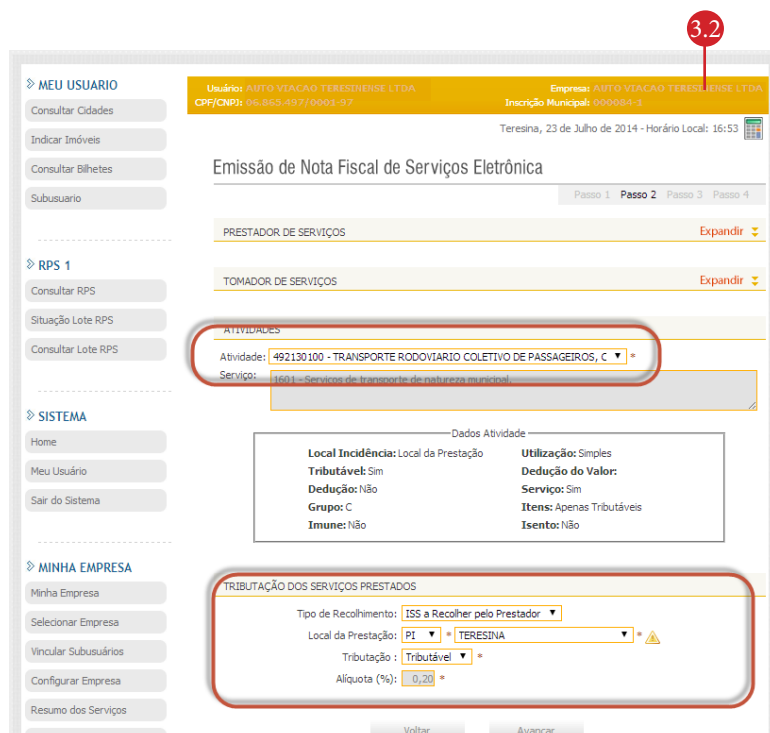 3.2
MEU USUARIO
Consultar Cidades
Indicar Imóveis
Consultar Bilhetes
Subusuario
RPS 1
Consultar RPS
Situação Lote RPS
Consultar Lote RPS
SISTEMA
Home
Meu Usuário
Sair do Sistema
MINHA EMPRESA
Minha Empresa
Selecionar Empresa
Vincular Subusuários
Configurar Empresa
Resumo dos Serviços
Usuário: AUTO VIACAO TERESINENSE LTDA Empresa: AUTO VIACAO TERESINENSE LTDA
CPF/CNPJ: 06.865.497/0001-97 Inscrição Municipal: 000084-1
Teresina, 23 de Julho de 2014 - Horário Local: 16:53
Emissão de Nota Fiscal de Serviços Eletrônica
Passo 1 Passo 2 Passo 3 Passo 4
PRESTADOR DE SERVIÇOS Expandir
TOMADOR DE SERVIÇOS Expandir
ATIVIDADES
Atividade: 492130100 - TRANSPORTE RODOVIARIO COLETIVO DE PASSAGEIROS, C *
Serviço: 1601 - Serviços de transporte de natureza municipal.
Dados Atividade
Local Incidência: Local da Prestação Utilização: Simples
Tributável: Sim Dedução do Valor:
Dedução: Não Serviço: Sim
Grupo: C Itens: Apenas Tributáveis
Imune: Não Isento: Não
TRIBUTAÇÃO DOS SERVIÇOS PRESTADOS
Tipo de Recolhimento: ISS a Recolher pelo Prestador
Local da Prestação: PI * TERESINA *
Tributação : Tributável *
Alíquota (%): 0,20 *
Voltar Avançar